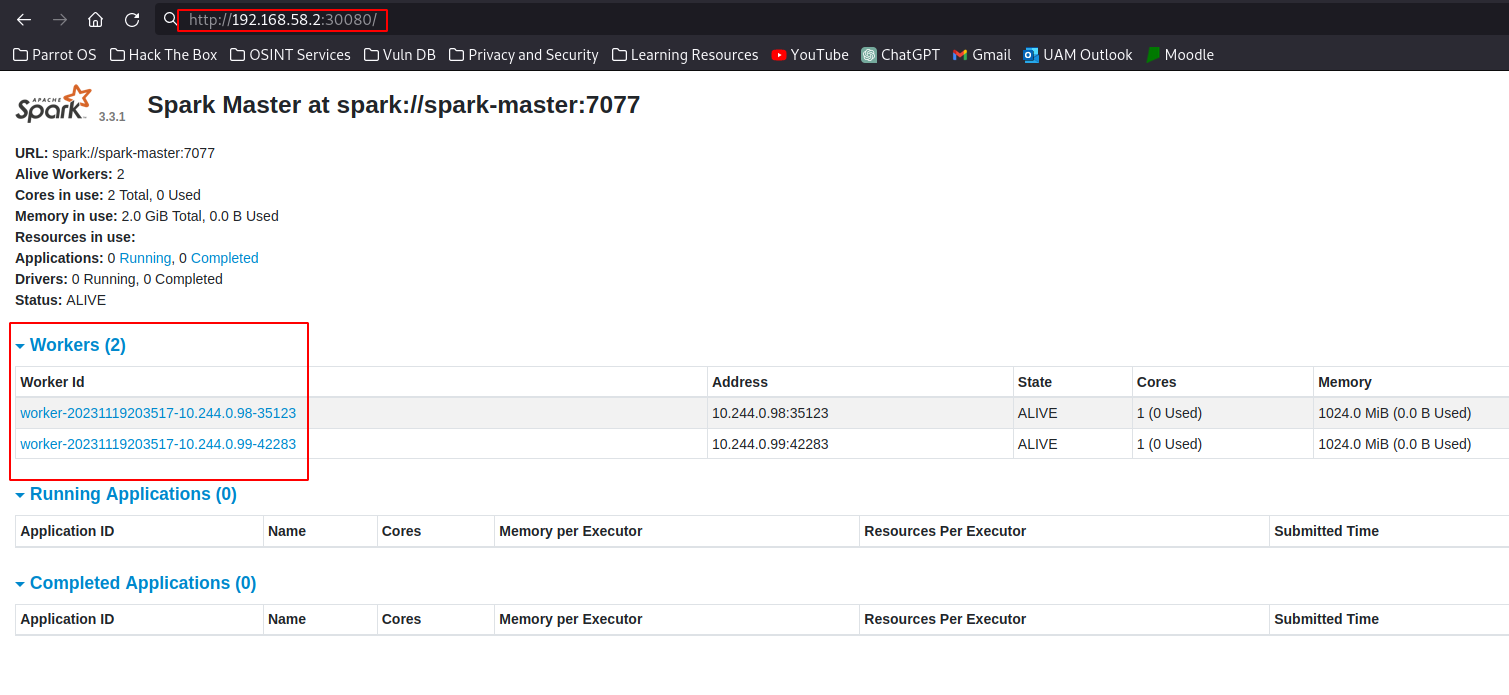 http://192.168.58.2:30080/
Parrot OS Hack The Box OSINT Services Vuln DB Privacy and Security Learning Resources YouTube ChatGPT Gmail UAM Outlook Moodle
APACHE Spark 3.3.1 Spark Master at spark://spark-master:7077
URL: spark://spark-master:7077
Alive Workers: 2
Cores in use: 2 Total, 0 Used
Memory in use: 2.0 GiB Total, 0.0 B Used
Resources in use:
Applications: 0 Running, 0 Completed
Drivers: 0 Running, 0 Completed
Status: ALIVE
Workers (2)
Worker Id Address State Cores Memory
worker-20231119203517-10.244.0.98-35123 10.244.0.98:35123 ALIVE 1 (0 Used) 1024.0 MiB (0.0 B Used)
worker-20231119203517-10.244.0.99-42283 10.244.0.99:42283 ALIVE 1 (0 Used) 1024.0 MiB (0.0 B Used)
Running Applications (0)
Application ID Name Cores Memory per Executor Resources Per Executor Submitted Time
Completed Applications (0)
Application ID Name Cores Memory per Executor Resources Per Executor Submitted Time